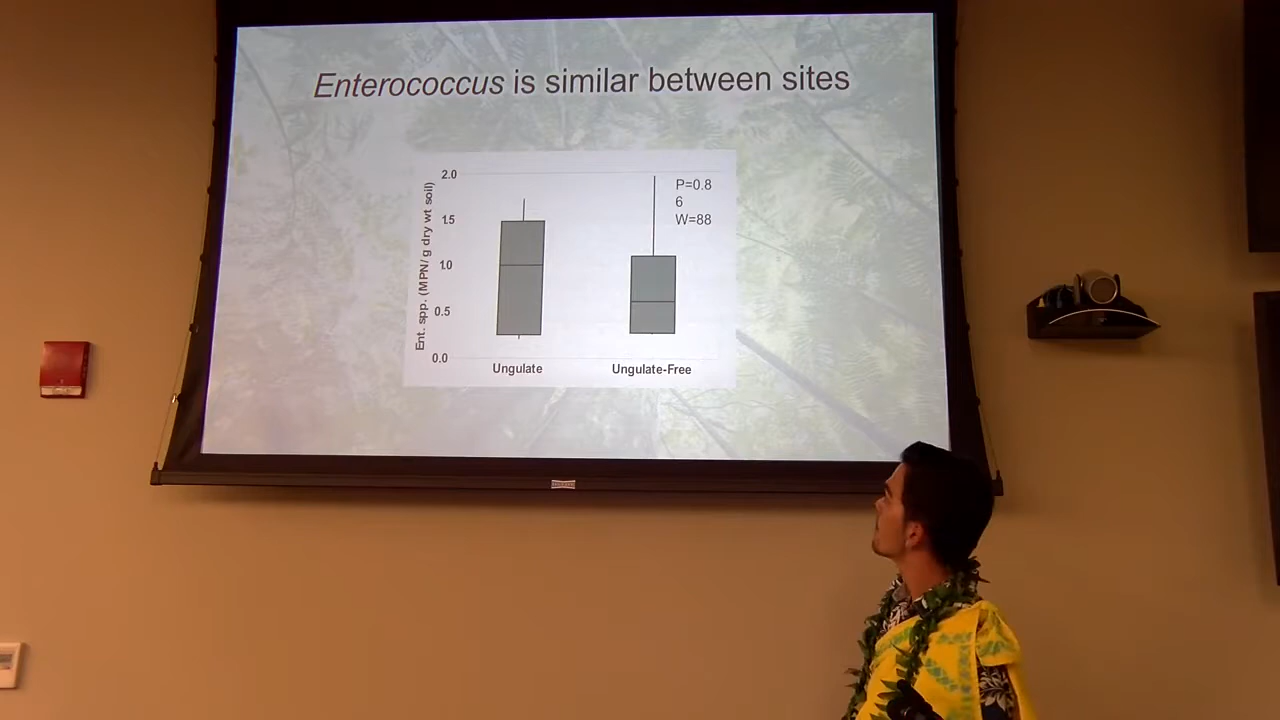 Enterococcus is similar between sites
Ent. spp. (MPN/ g dry wt soil)
2.0
1.5
1.0
0.5
0.0
P=0.8
6
W=88
Ungulate
Ungulate-Free